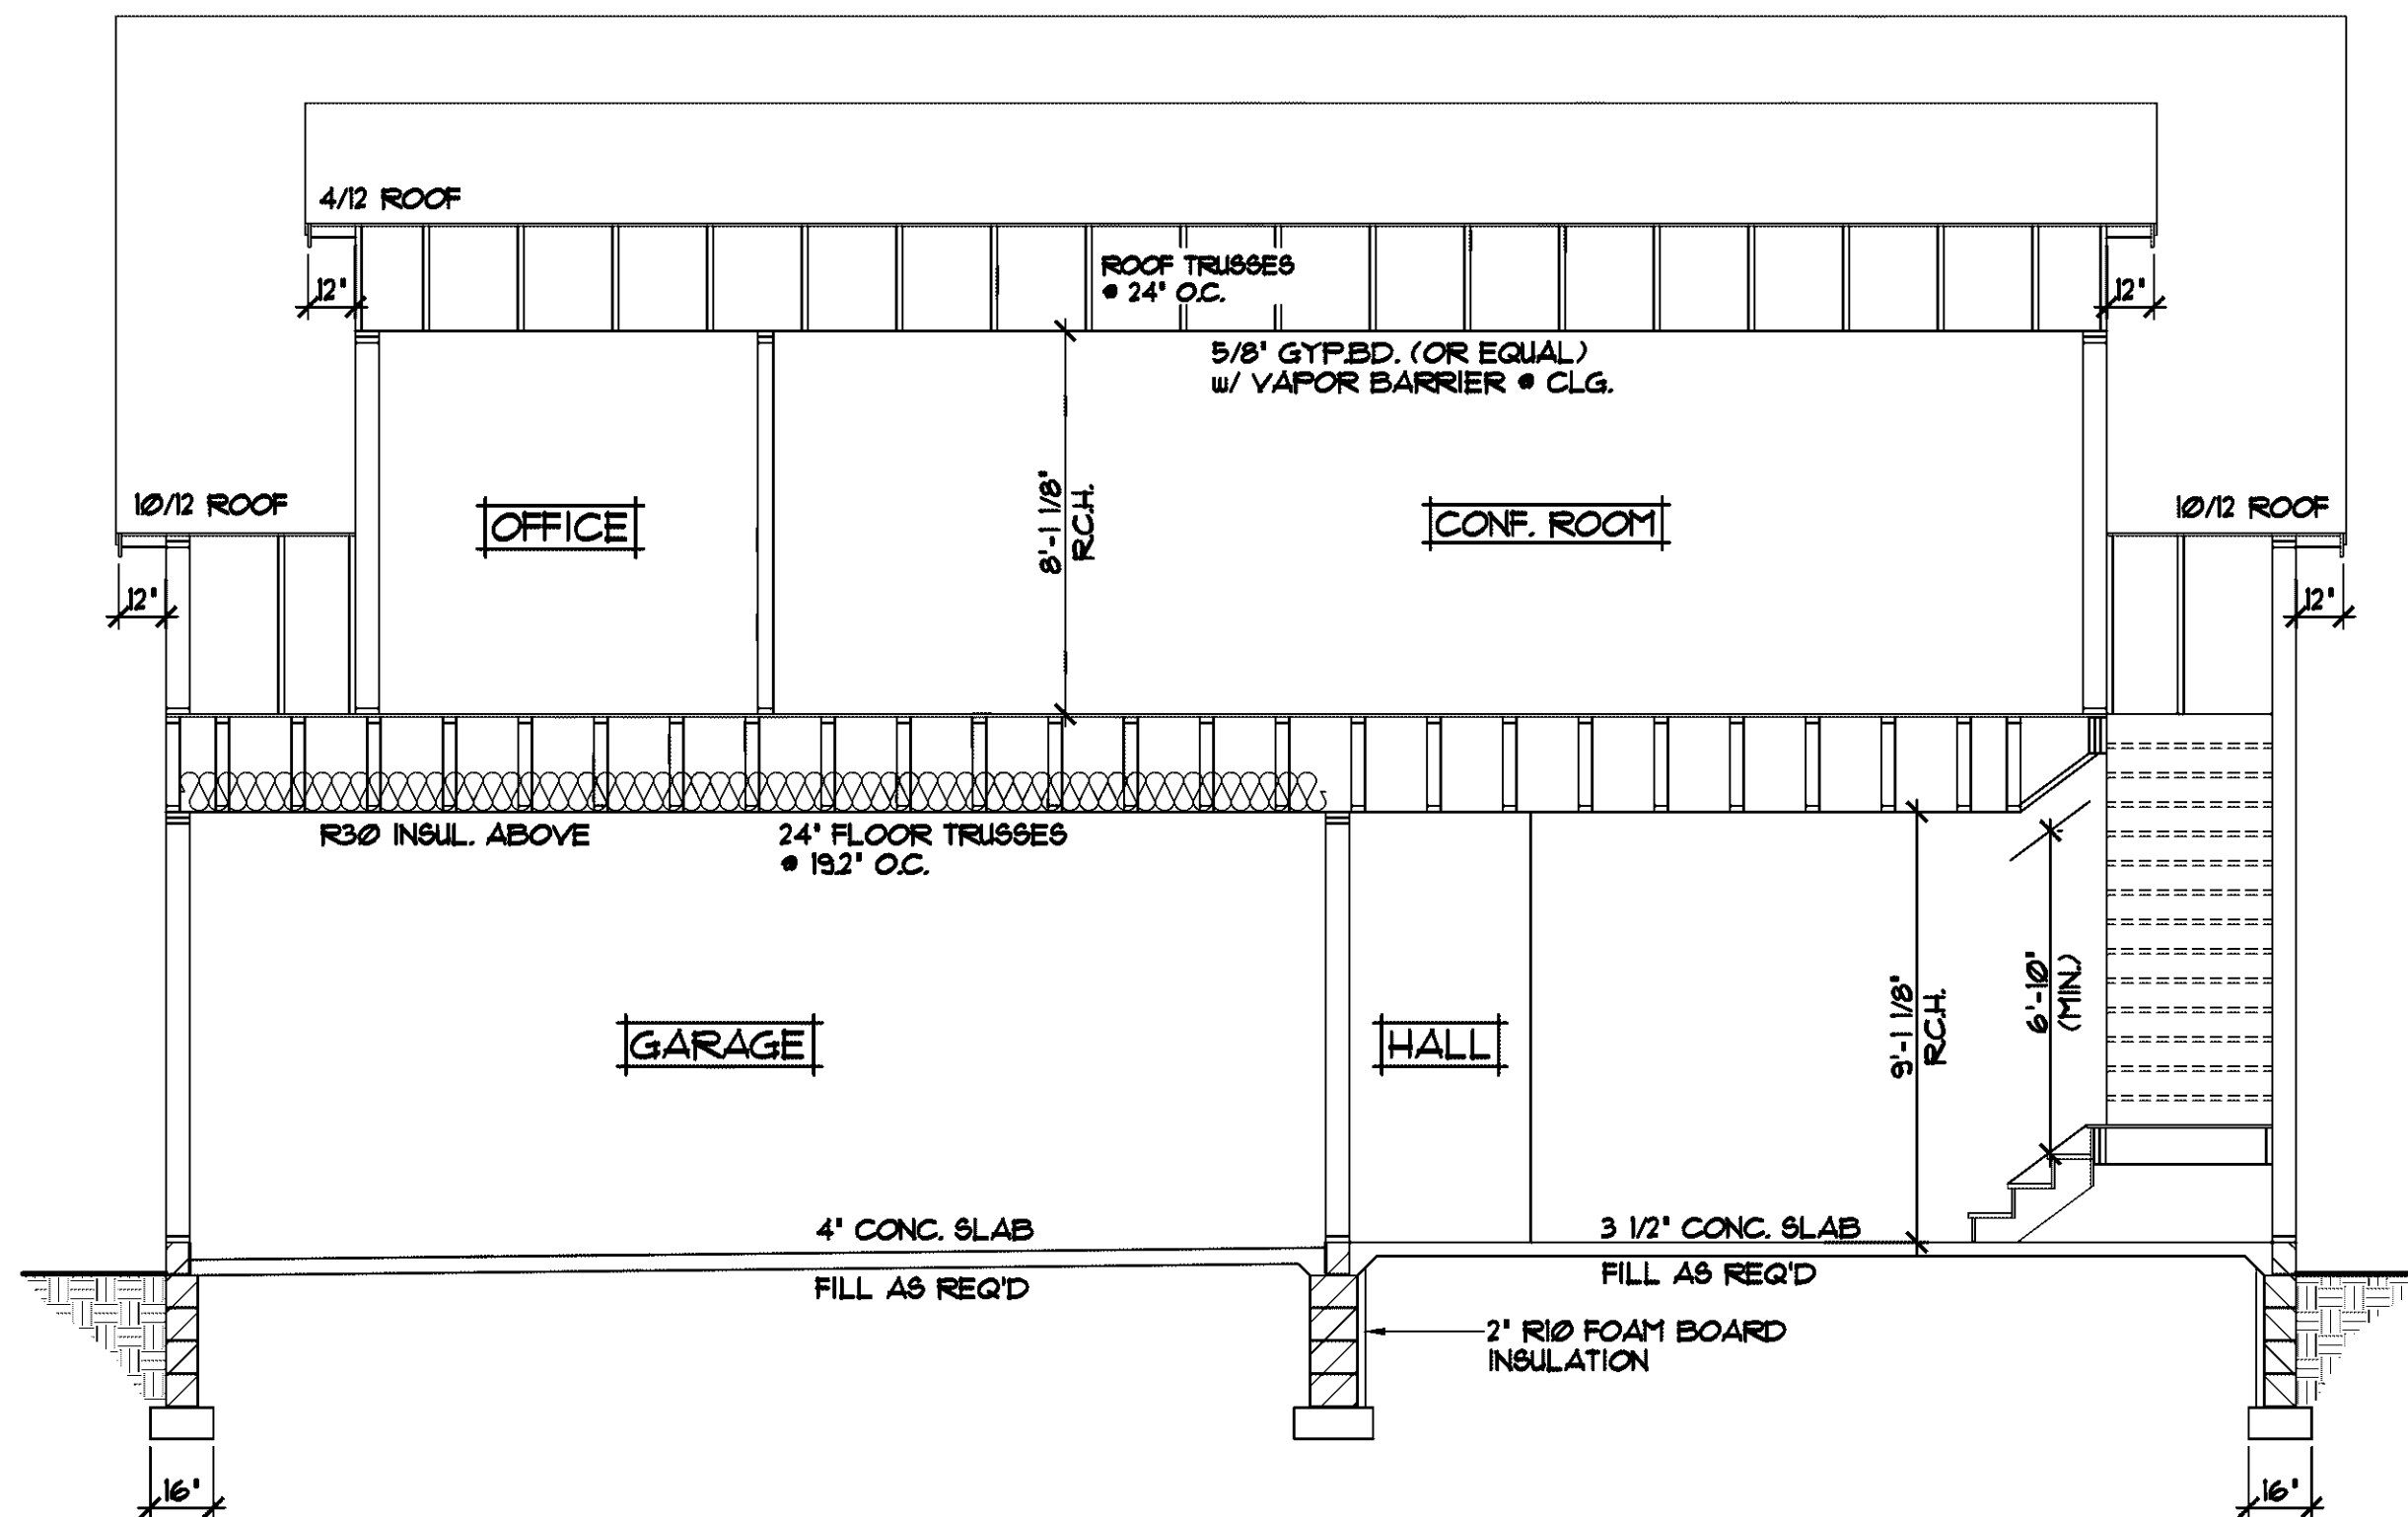 4/12 ROOF
ROOF TRUSSES
@ 24" O.C.
12"
12"
5/8" GYP.BD. (OR EQUAL)
w/ VAPOR BARRIER @ CLG.
10/12 ROOF
OFFICE
8'-1 1/8"
R.C.H.
CONF. ROOM
10/12 ROOF
12"
12"
R30 INSUL. ABOVE
24" FLOOR TRUSSES
@ 19.2" O.C.
GARAGE
HALL
9'-1 1/8"
R.C.H.
6'-10"
(MIN.)
4" CONC. SLAB
FILL AS REQ'D
3 1/2" CONC. SLAB
FILL AS REQ'D
2" R10 FOAM BOARD
INSULATION
16"
16"